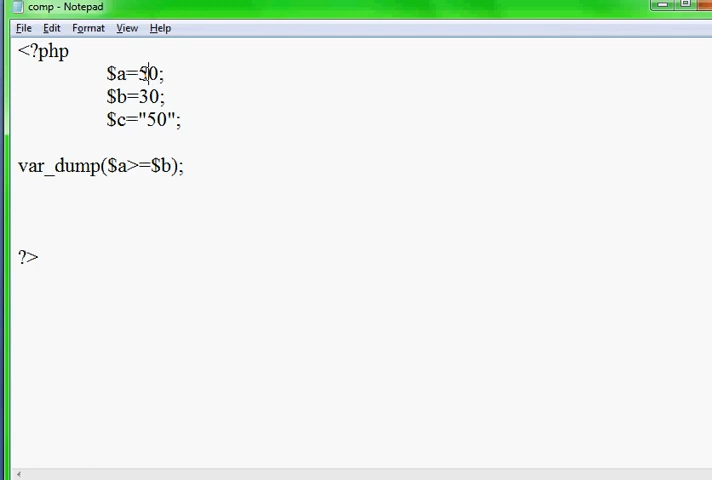 comp - Notepad
File Edit Format View Help
<?php
$a=50;
$b=30;
$c="50";
var_dump($a>=$b);
?>